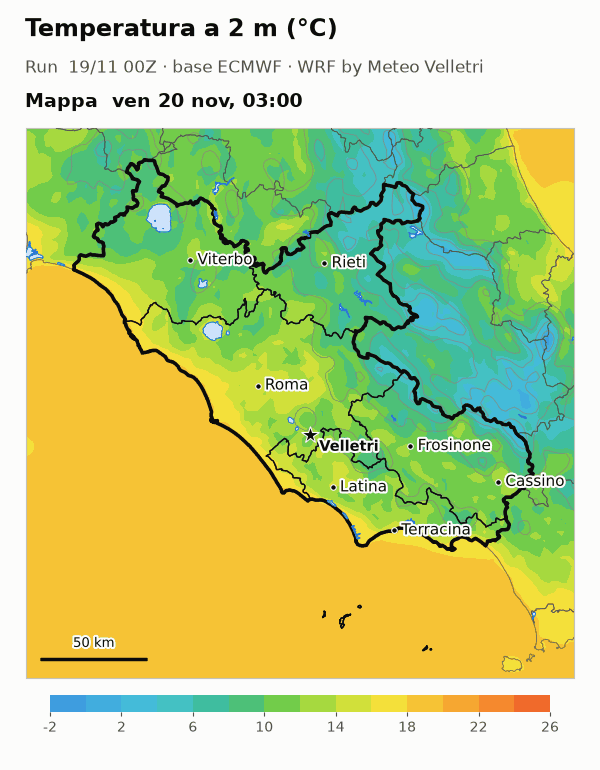 Temperatura a 2 m (°C)
Run  19/11 00Z · base ECMWF · WRF by Meteo Velletri
Mappa  ven 20 nov, 03:00
Viterbo
Rieti
Roma
Velletri
Frosinone
Latina
Cassino
Terracina
50 km
-2 2 6 10 14 18 22 26